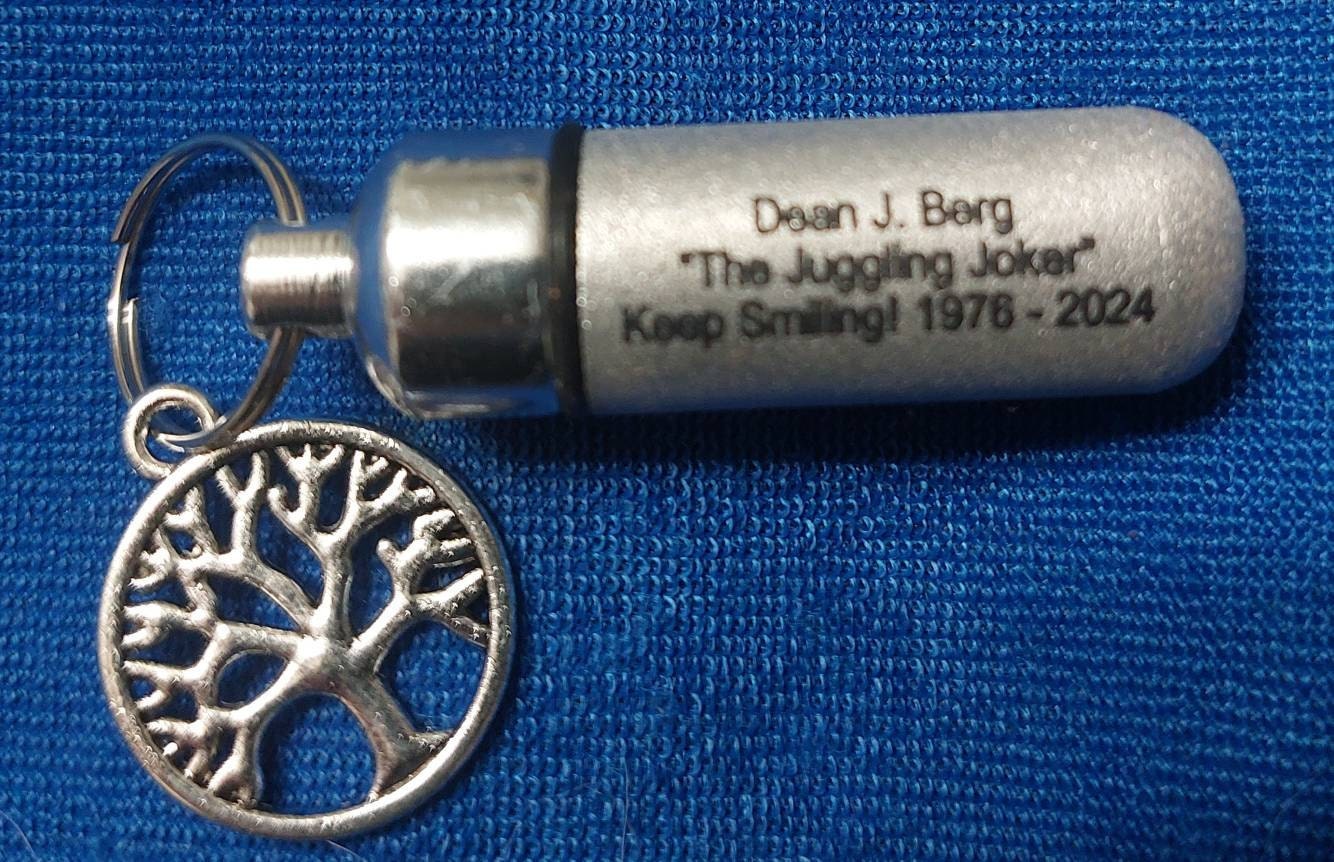 Dean J. Berg
"The Juggling Joker"
Keep Smiling! 1976 - 2024